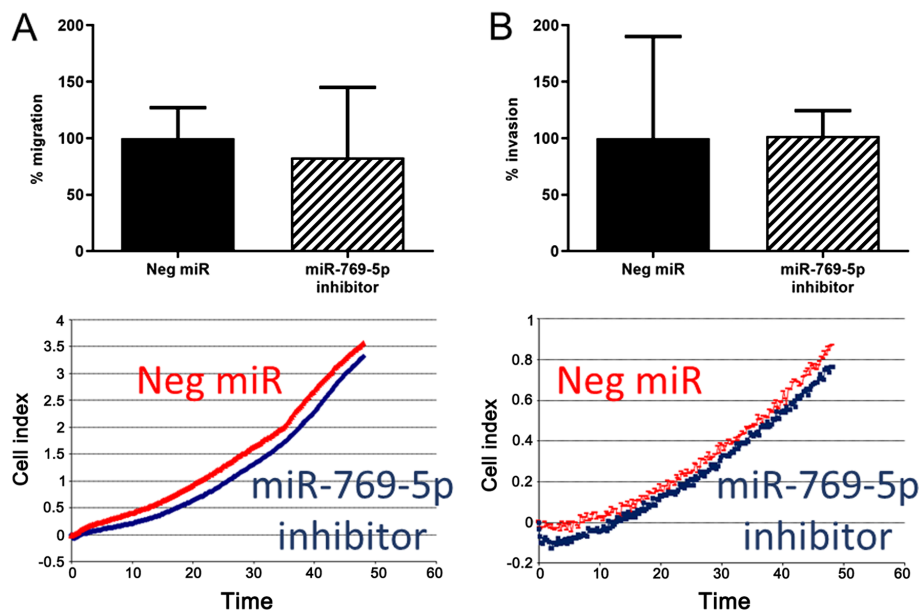 A
% migration
200
150
100
50
0
Neg miR
miR-769-5p
inhibitor
B
% invasion
200
150
100
50
0
Neg miR
miR-769-5p
inhibitor
Cell index
4
3.5
3
2.5
2
1.5
1
0.5
0
-0.5
Neg miR
miR-769-5p
inhibitor
0
10
20
30
40
50
60
Time
Cell index
1
0.8
0.6
0.4
0.2
0
-0.2
Neg miR
miR-769-5p
inhibitor
0
10
20
30
40
50
60
Time